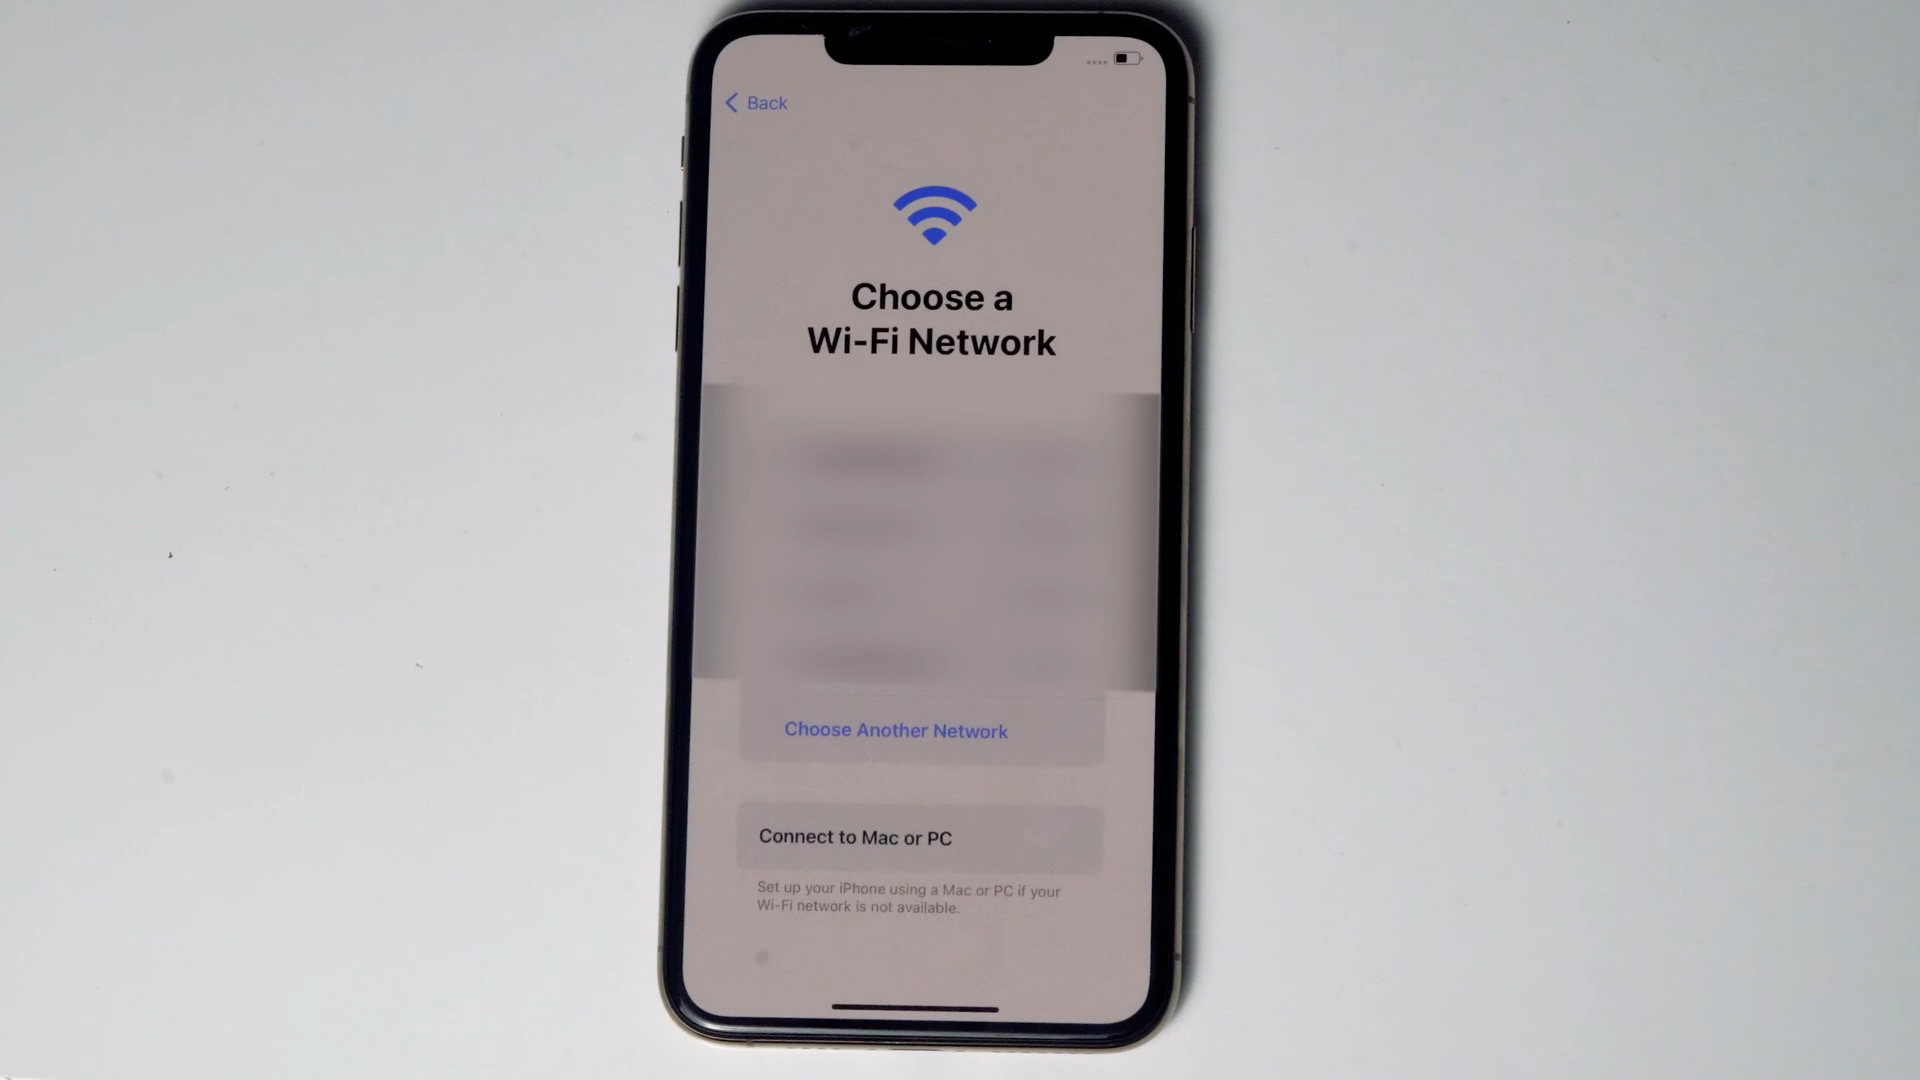 Back
Choose a
Wi-Fi Network
Choose Another Network
Connect to Mac or PC
Set up your iPhone using a Mac or PC if your
Wi-Fi network is not available.